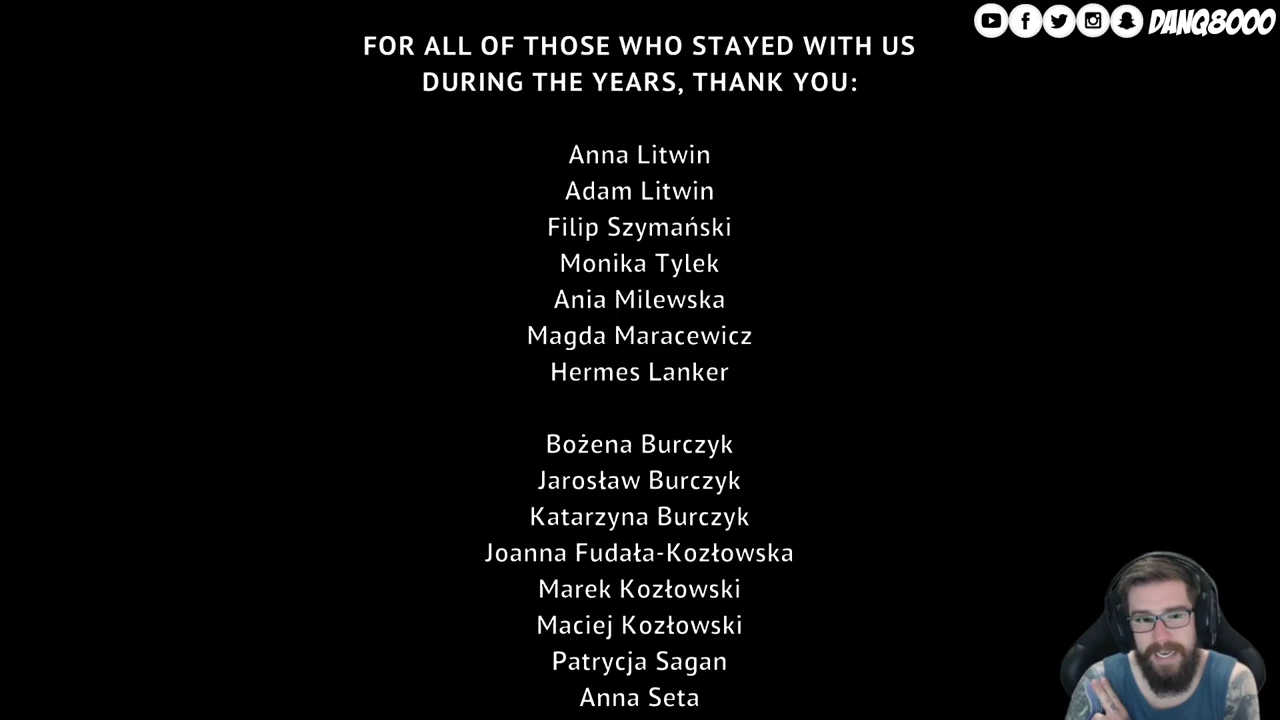 DANQ8000
FOR ALL OF THOSE WHO STAYED WITH US
DURING THE YEARS, THANK YOU:
Anna Litwin
Adam Litwin
Filip Szymański
Monika Tylek
Ania Milewska
Magda Maracewicz
Hermes Lanker
Bożena Burczyk
Jarosław Burczyk
Katarzyna Burczyk
Joanna Fudała-Kozłowska
Marek Kozłowski
Maciej Kozłowski
Patrycja Sagan
Anna Seta